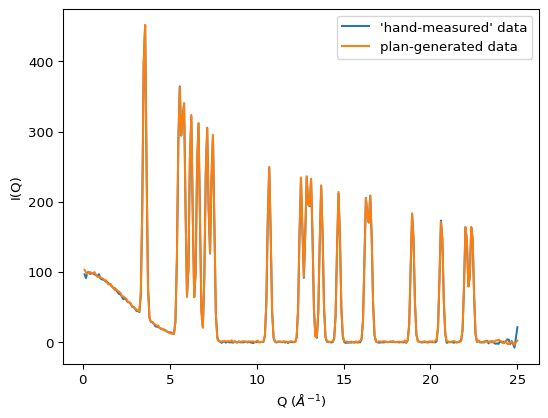 'hand-measured' data
plan-generated data
I(Q)
400
300
200
100
0
0 5 10 15 20 25
Q (Å⁻¹)